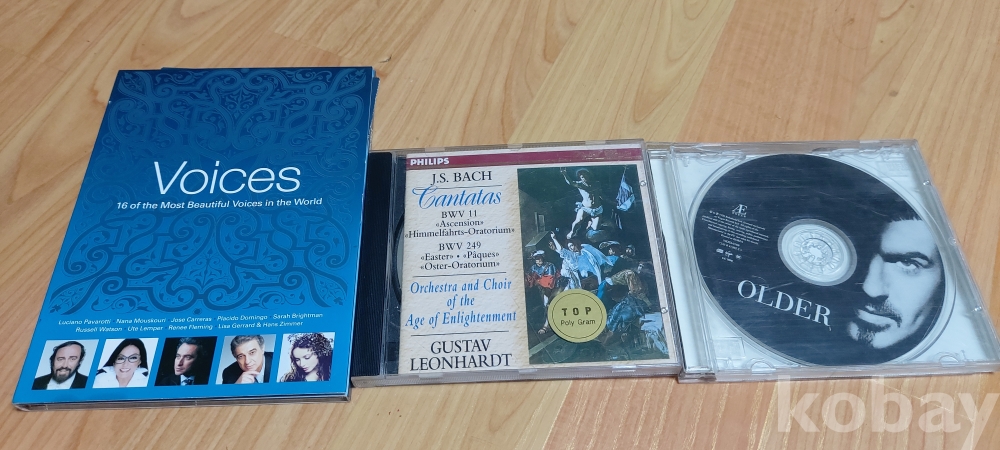 Voices
16 of the Most Beautiful Voices in the World
Luciano Pavarotti Nana Mouskouri Jose Carreras Placido Domingo Sarah Brightman
Russell Watson Ute Lemper Renee Fleming Lisa Gerrard & Hans Zimmer
PHILIPS
J.S. BACH
Cantatas
BWV 11
«Ascension»
«Himmelfahrts-Oratorium»
BWV 249
«Easter» • «Pâques»
«Oster-Oratorium»
Orchestra and Choir
of the
Age of Enlightenment
GUSTAV
LEONHARDT
TOP
Poly Gram
Æ
OLDER
kobay